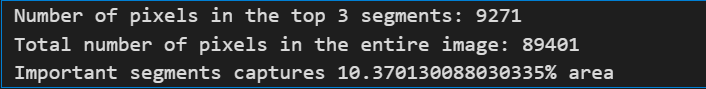 Number of pixels in the top 3 segments: 9271
Total number of pixels in the entire image: 89401
Important segments captures 10.370130088030335% area